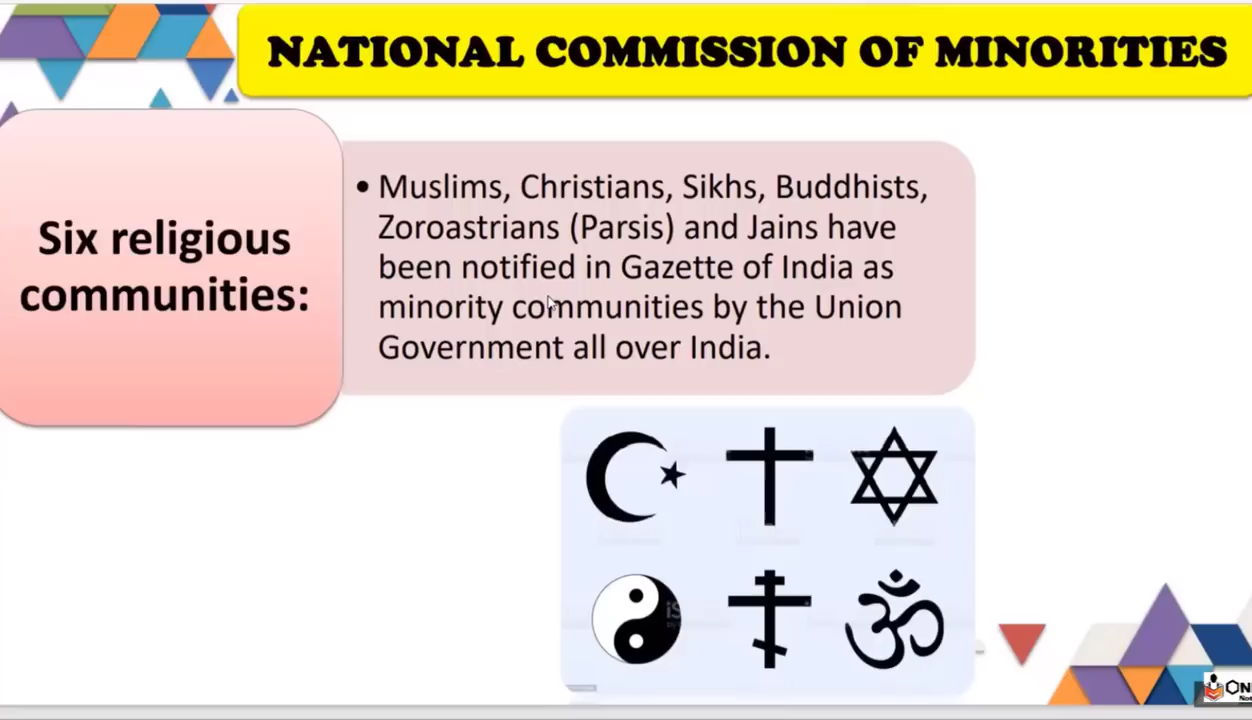 NATIONAL COMMISSION OF MINORITIES
Six religious
communities:
• Muslims, Christians, Sikhs, Buddhists,
Zoroastrians (Parsis) and Jains have
been notified in Gazette of India as
minority communities by the Union
Government all over India.